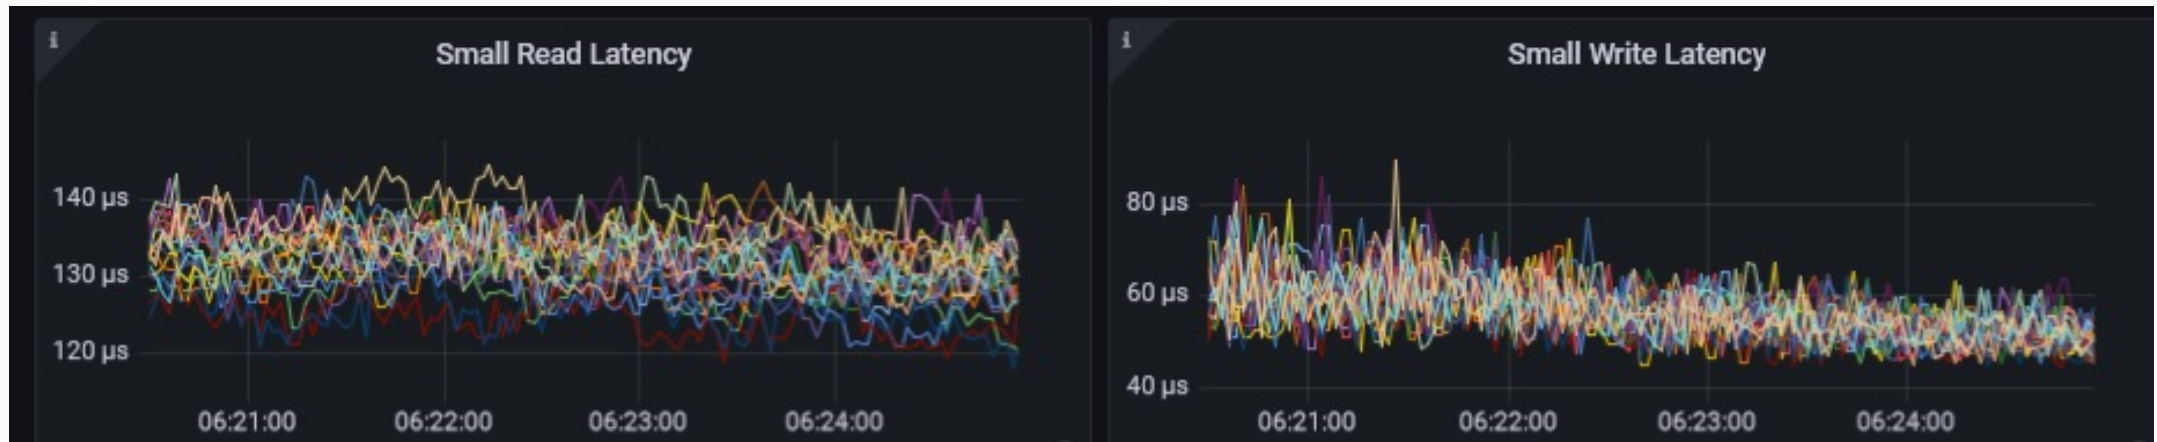 i
Small Read Latency
140 µs
130 µs
120 µs
06:21:00 06:22:00 06:23:00 06:24:00
i
Small Write Latency
80 µs
60 µs
40 µs
06:21:00 06:22:00 06:23:00 06:24:00